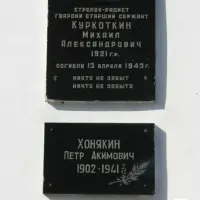 СТРЕЛОК-РАДИСТ
ГВАРДИИ СТАРШИЙ СЕРЖАНТ
КУРКОТКИН
МИХАИЛ
АЛЕКСАНДРОВИЧ
1921 г.р.
ПОГИБЛИ 13 АПРЕЛЯ 1943 г.
НИКТО НЕ ЗАБЫТ
НИЧТО НЕ ЗАБЫТО
ХОНЯКИН
ПЕТР АКИМОВИЧ
1902-1941